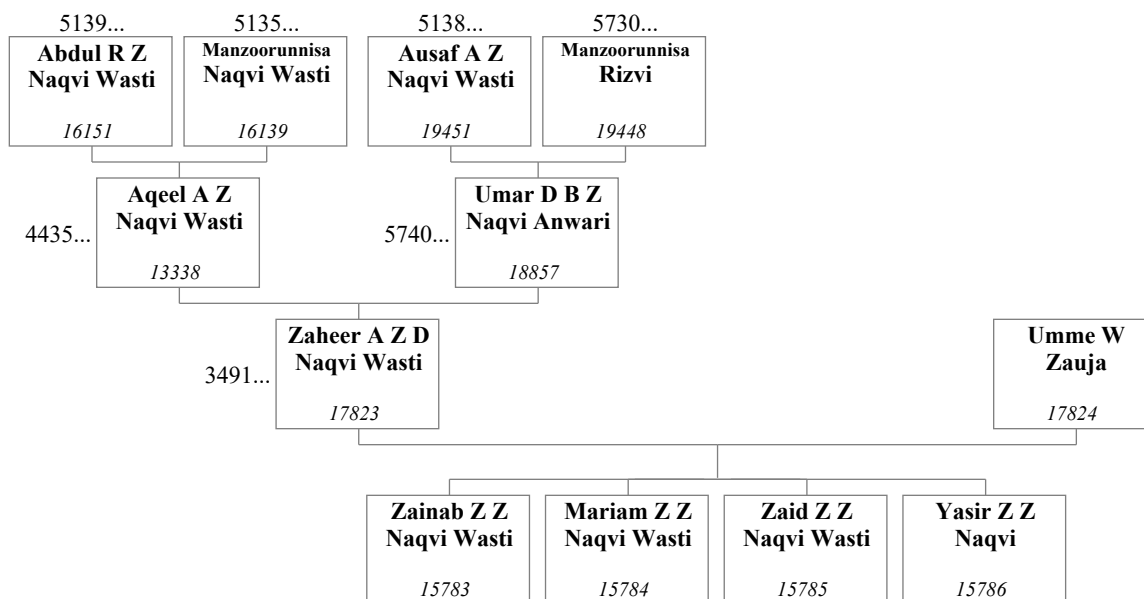 5139...
5135...
5138...
5730...
Abdul R Z
Naqvi Wasti
16151
Manzoorunnisa
Naqvi Wasti
16139
Ausaf A Z
Naqvi Wasti
19451
Manzoorunnisa
Rizvi
19448
4435...
Aqeel A Z
Naqvi Wasti
13338
5740...
Umar D B Z
Naqvi Anwari
18857
3491...
Zaheer A Z D
Naqvi Wasti
17823
Umme W
Zauja
17824
Zainab Z Z
Naqvi Wasti
15783
Mariam Z Z
Naqvi Wasti
15784
Zaid Z Z
Naqvi Wasti
15785
Yasir Z Z
Naqvi
15786